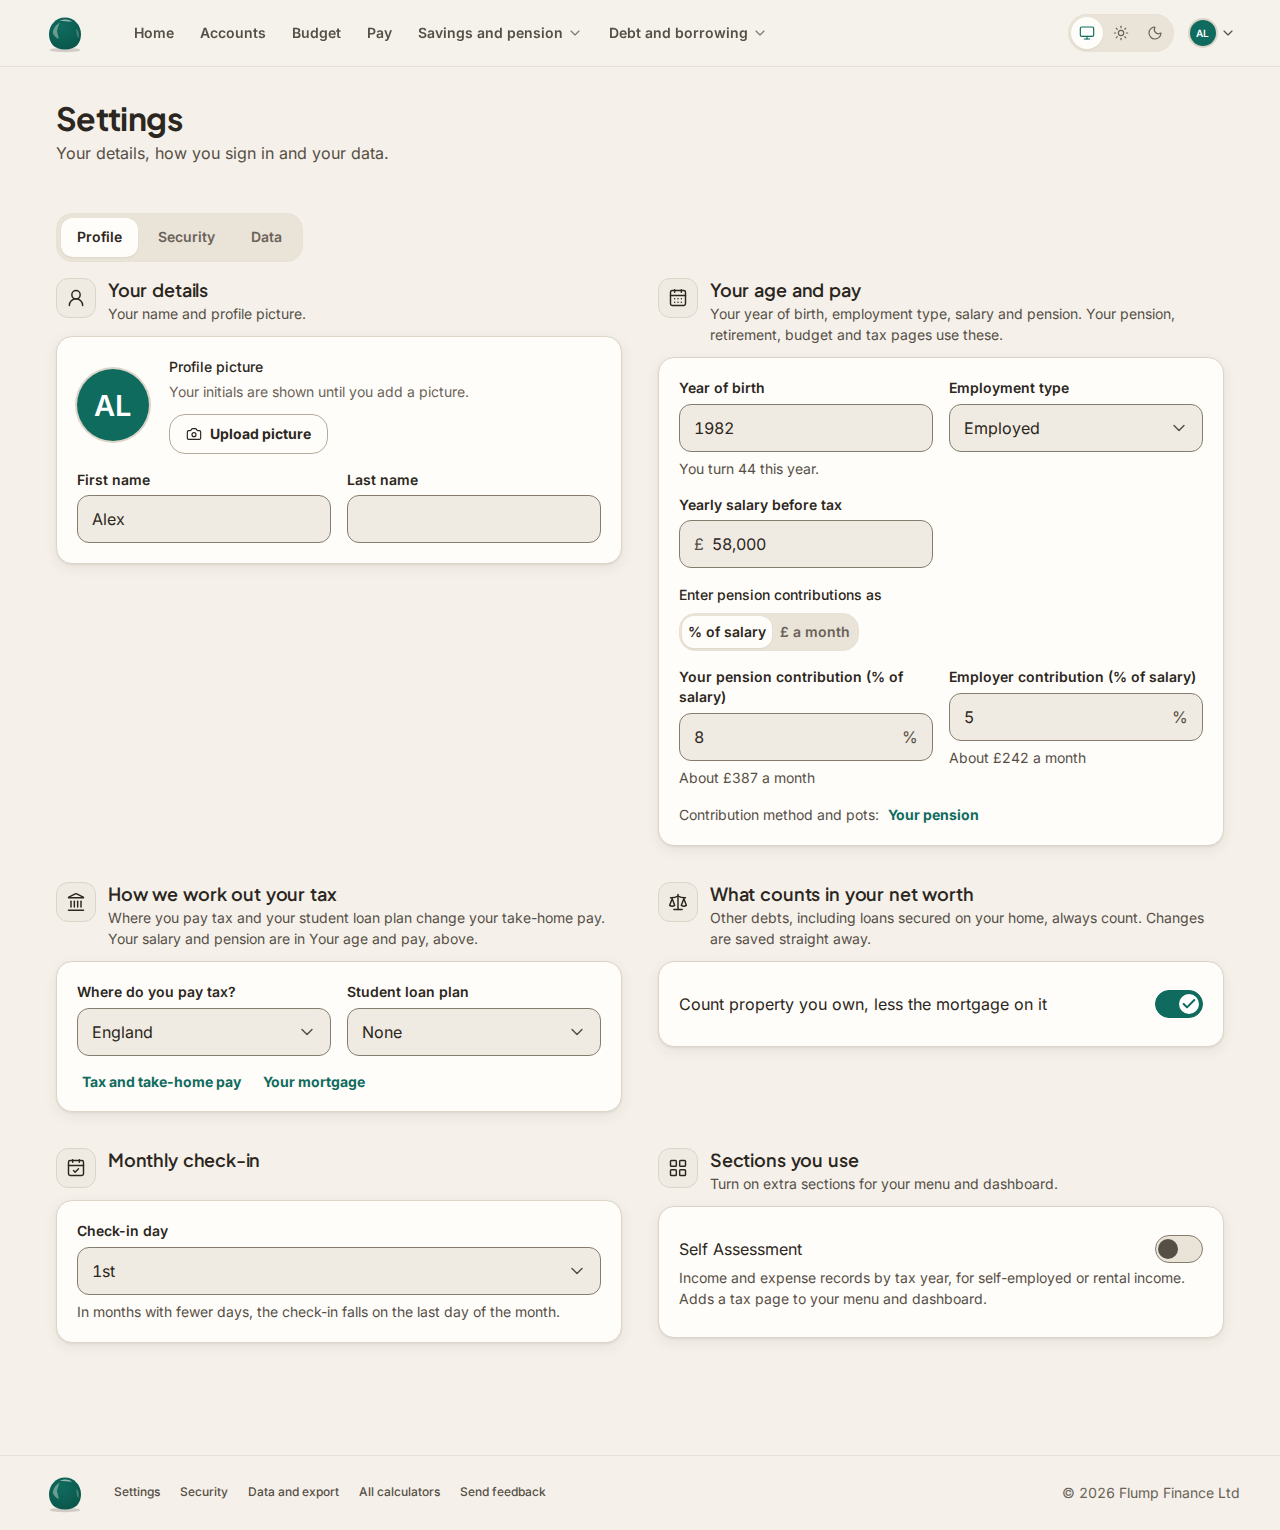 Home
Accounts
Budget
Pay
Savings and pension
Debt and borrowing
AL
Settings
Your details, how you sign in and your data.
Profile
Security
Data
Your details
Your name and profile picture.
AL
Profile picture
Your initials are shown until you add a picture.
Upload picture
First name
Last name
Alex
Your age and pay
Your year of birth, employment type, salary and pension. Your pension,
retirement, budget and tax pages use these.
Year of birth
Employment type
1982
Employed
You turn 44 this year.
Yearly salary before tax
£ 58,000
Enter pension contributions as
% of salary
£ a month
Your pension contribution (% of
salary)
8 %
About £387 a month
Employer contribution (% of salary)
5 %
About £242 a month
Contribution method and pots: Your pension
How we work out your tax
Where you pay tax and your student loan plan change your take-home pay.
Your salary and pension are in Your age and pay, above.
Where do you pay tax?
Student loan plan
England
None
Tax and take-home pay
Your mortgage
What counts in your net worth
Other debts, including loans secured on your home, always count. Changes
are saved straight away.
Count property you own, less the mortgage on it
Monthly check-in
Check-in day
1st
In months with fewer days, the check-in falls on the last day of the month.
Sections you use
Turn on extra sections for your menu and dashboard.
Self Assessment
Income and expense records by tax year, for self-employed or rental income.
Adds a tax page to your menu and dashboard.
Settings
Security
Data and export
All calculators
Send feedback
© 2026 Flump Finance Ltd